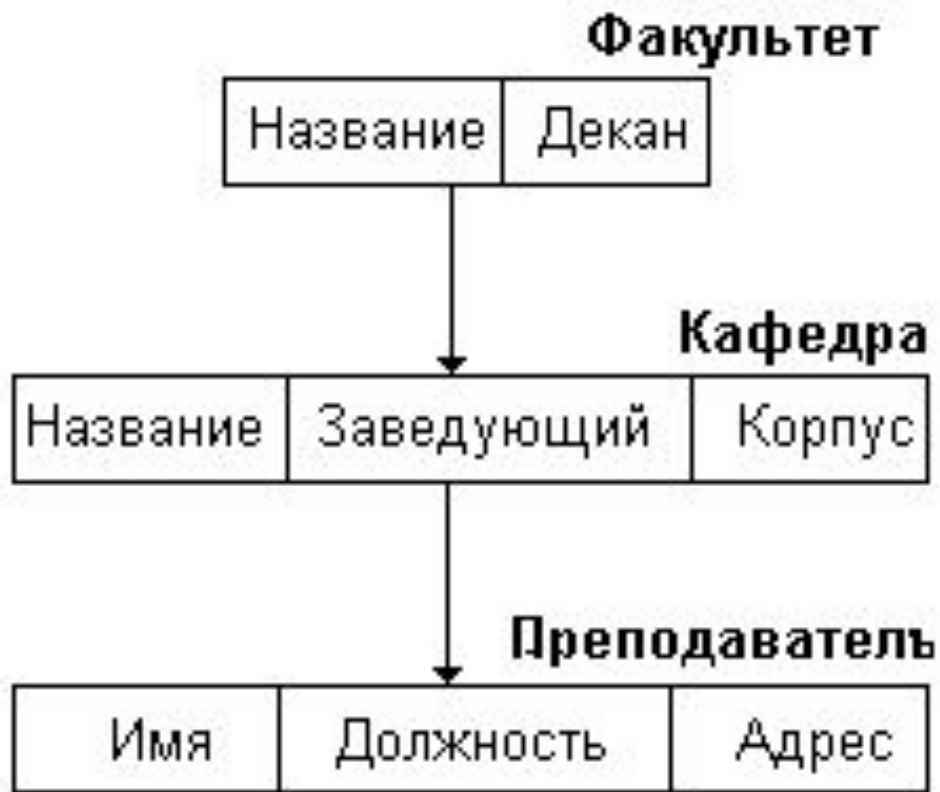 Факультет
Название Декан
Кафедра
Название Заведующий Корпус
Преподаватель
Имя Должность Адрес